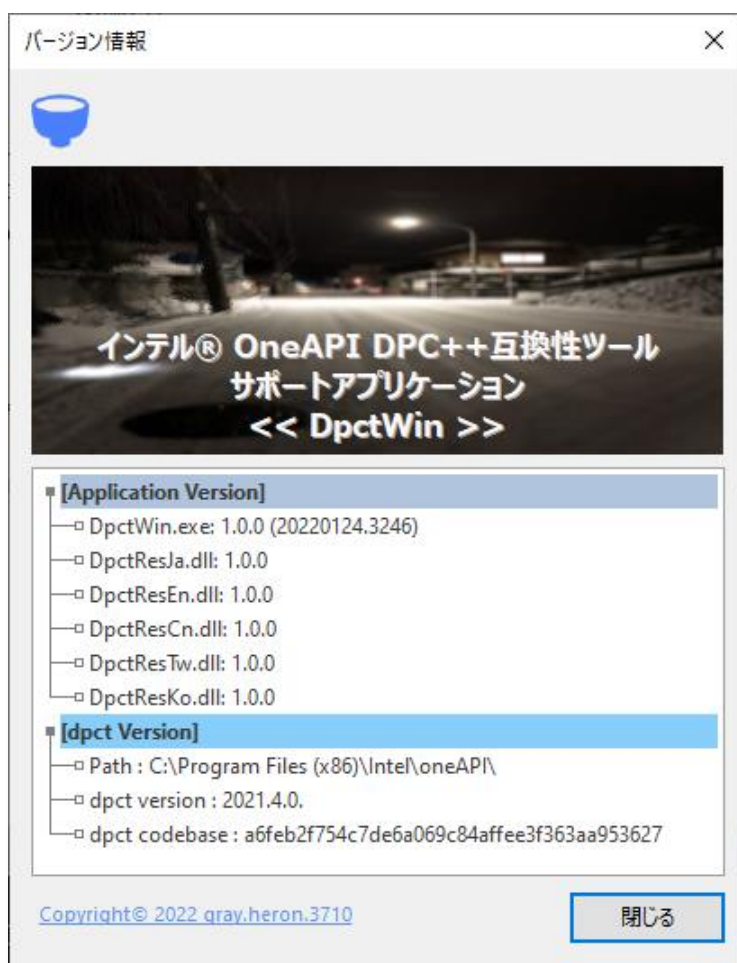 バージョン情報
インテル® OneAPI DPC++互換性ツール
サポートアプリケーション
<< DpctWin >>
[Application Version]
DpctWin.exe: 1.0.0 (20220124.3246)
DpctResJa.dll: 1.0.0
DpctResEn.dll: 1.0.0
DpctResCn.dll: 1.0.0
DpctResTw.dll: 1.0.0
DpctResKo.dll: 1.0.0
[dpct Version]
Path : C:\Program Files (x86)\Intel\oneAPI\
dpct version : 2021.4.0.
dpct codebase : a6feb2f754c7de6a069c84affee3f363aa953627
Copyright© 2022 gray.heron.3710
閉じる